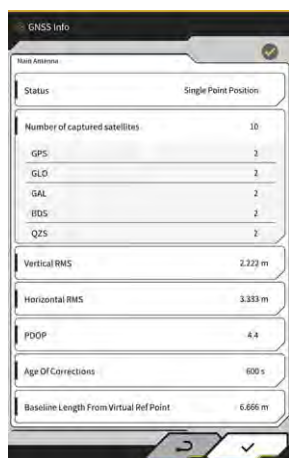 GNSS Info
Main Antenna
Status Single Point Position
Number of captured satellites 10
GPS 2
GLO 2
GAL 2
BDS 2
QZS 2
Vertical RMS 2.222 m
Horizontal RMS 3.333 m
PDOP 4.4
Age Of Corrections 600 s
Baseline Length From Virtual Ref Point 6.666 m